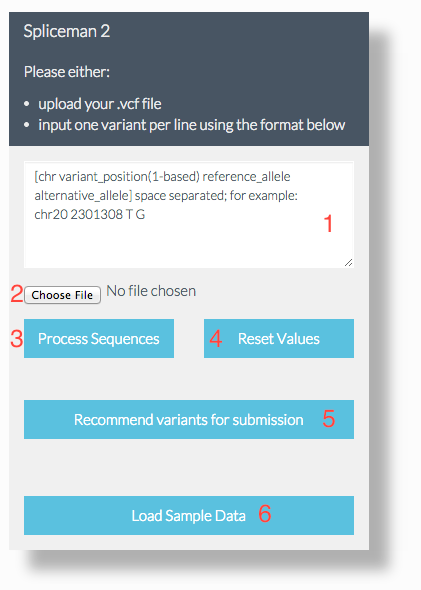 Spliceman 2
Please either:
• upload your .vcf file
• input one variant per line using the format below
[chr variant_position(1-based) reference_allele
alternative_allele] space separated; for example:
chr20 2301308 T G
1
2 Choose File No file chosen
3 Process Sequences 4 Reset Values
Recommend variants for submission 5
Load Sample Data 6